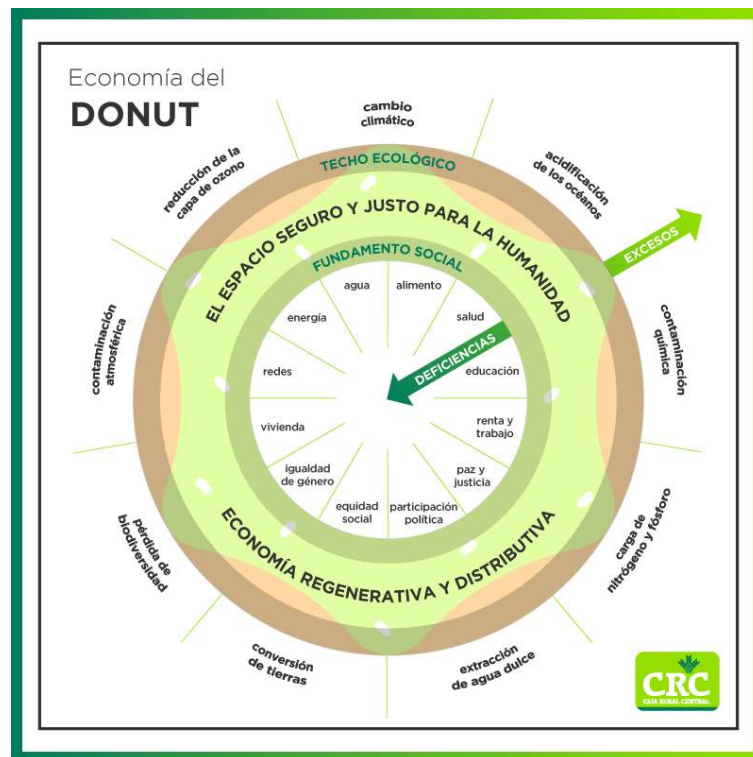 Economía del
DONUT
cambio
climático
acidificación
de los océanos
contaminación
química
carga de
nitrógeno y fósforo
extracción
de agua dulce
conversión
de tierras
pérdida de
biodiversidad
contaminación
atmosférica
reducción de la
capa de ozono
TECHO ECOLÓGICO
EXCESOS
EL ESPACIO SEGURO Y JUSTO PARA LA HUMANIDAD
FUNDAMENTO SOCIAL
agua
alimento
salud
DEFICIENCIAS
educación
renta y
trabajo
paz y
justicia
participación
política
equidad
social
igualdad
de género
vivienda
redes
energía
ECONOMÍA REGENERATIVA Y DISTRIBUTIVA
CRC
CAJA RURAL CENTRAL